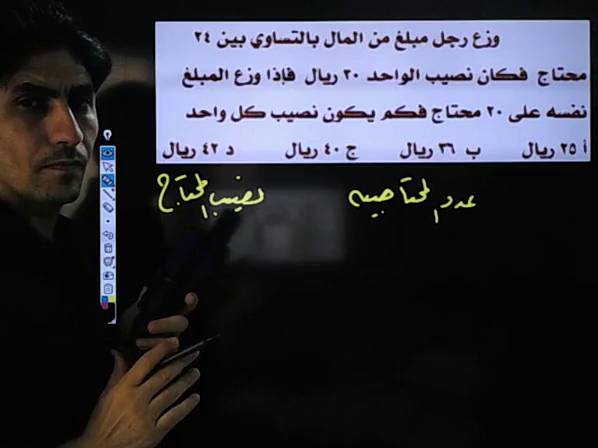 وزع رجل مبلغ من المال بالتساوي بين ٢٤
محتاج فكان نصيب الواحد ٣٠ ريال فإذا وزع المبلغ
نفسه على ٢٠ محتاج فكم يكون نصيب كل واحد
أ ٢٥ ريال ب ٣٦ ريال ج ٤٠ ريال د ٤٢ ريال
عدد المحتاجين نصيب المحتاج